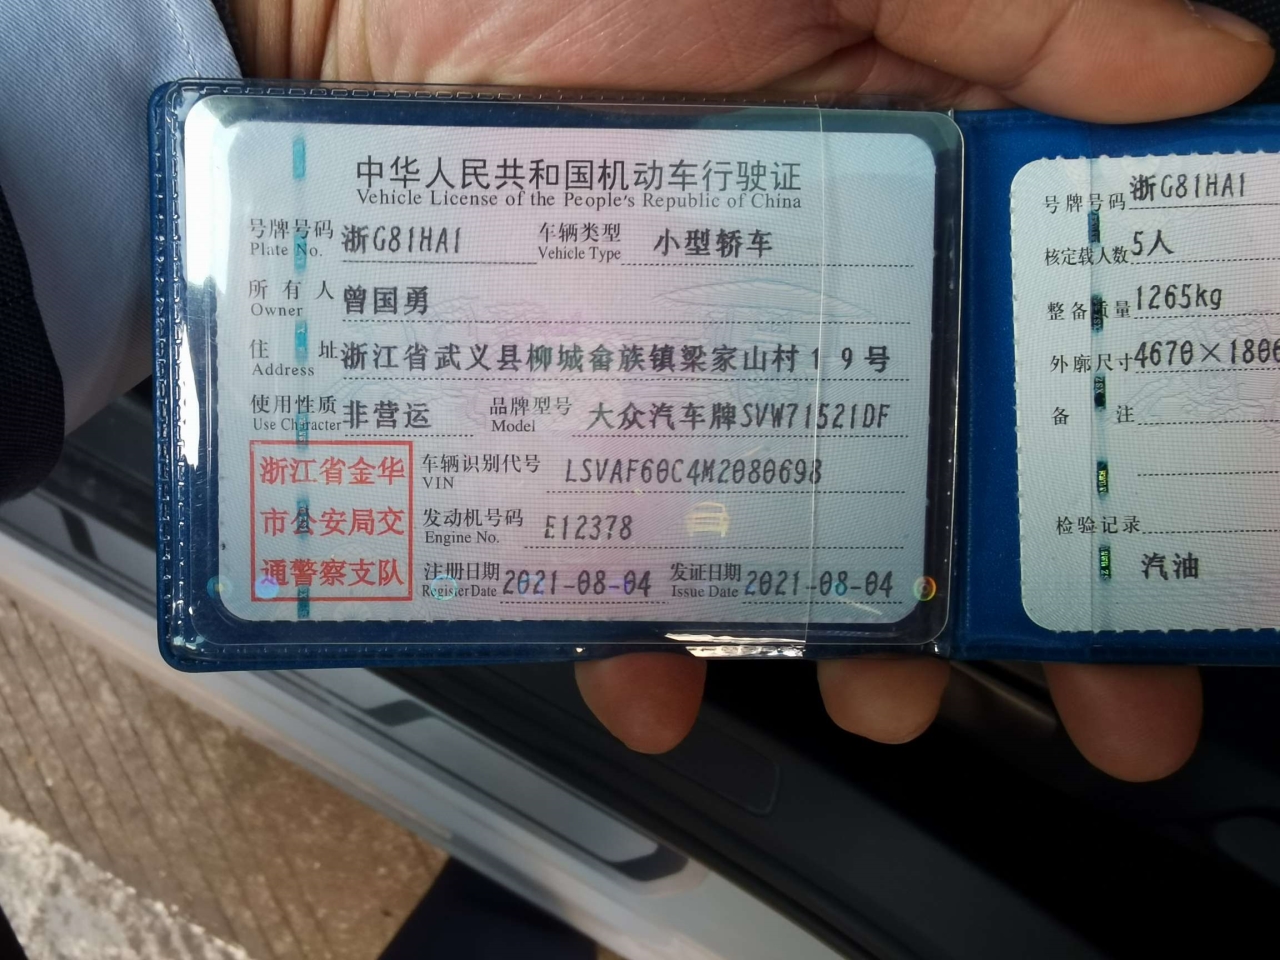 中华人民共和国机动车行驶证
Vehicle License of the People's Republic of China
号牌号码 浙G81HA1 车辆类型 小型轿车
Plate No. Vehicle Type
所有人 曾国勇
Owner
住址 浙江省武义县柳城畲族镇梁家山村19号
Address
使用性质 非营运 品牌型号 大众汽车牌SVW71521DF
Use Character Model
浙江省金华
市公安局交
通警察支队
车辆识别代号 LSVAF60C4M2080698
VIN
发动机号码 E12378
Engine No.
注册日期 2021-08-04 发证日期 2021-08-04
Register Date Issue Date
号牌号码 浙G81HA1
核定载人数 5人
整备质量 1265kg
外廓尺寸 4670×1806
备注
检验记录
汽油